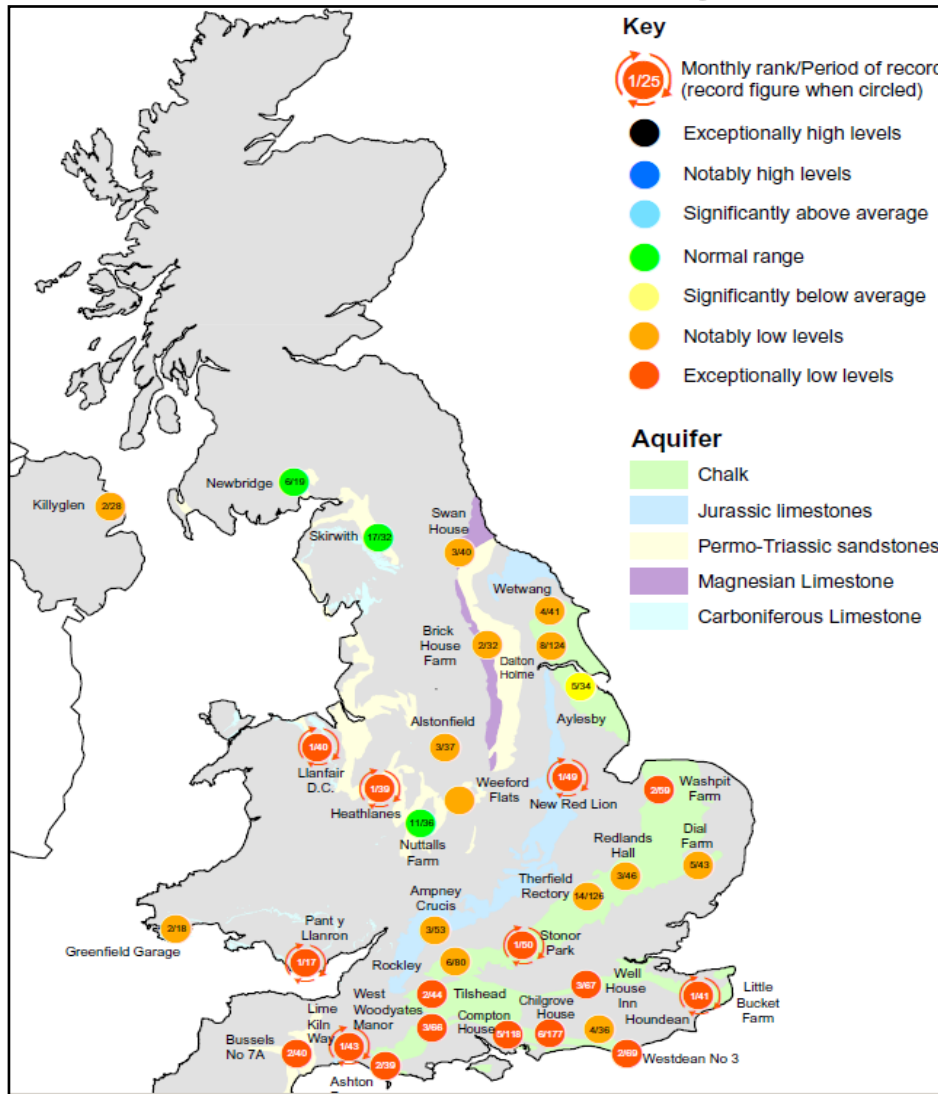 Key
1/25
Monthly rank/Period of record
(record figure when circled)
Exceptionally high levels
Notably high levels
Significantly above average
Normal range
Significantly below average
Notably low levels
Exceptionally low levels
Aquifer
Chalk
Jurassic limestones
Permo-Triassic sandstones
Magnesian Limestone
Carboniferous Limestone
Newbridge
6/19
Killyglen
2/28
Skirwith
17/32
Swan
House
3/40
Wetwang
4/41
Brick
House
Farm
2/32
Dalton
Holme
8/124
5/34
Aylesby
Alstonfield
3/37
1/40
Llanfair
D.C.
1/39
Heathlanes
Weeford
Flats
1/49
New Red Lion
2/59
Washpit
Farm
11/36
Nuttalls
Farm
Redlands
Hall
3/46
Dial
Farm
5/43
Therfield
Rectory
14/126
Ampney
Crucis
3/53
2/18
Greenfield Garage
Pant y
Llanron
1/17
1/50
Stonor
Park
Rockley
6/80
Well
House
Inn
3/67
1/41
Little
Bucket
Farm
West
Woodyates
Manor
3/66
2/44
Tilshead
Compton
House
5/118
Chilgrove
House
6/177
Houndean
4/36
Lime
Kiln
Way
1/43
Bussels
No 7A
2/40
Ashton
2/39
2/69
Westdean No 3